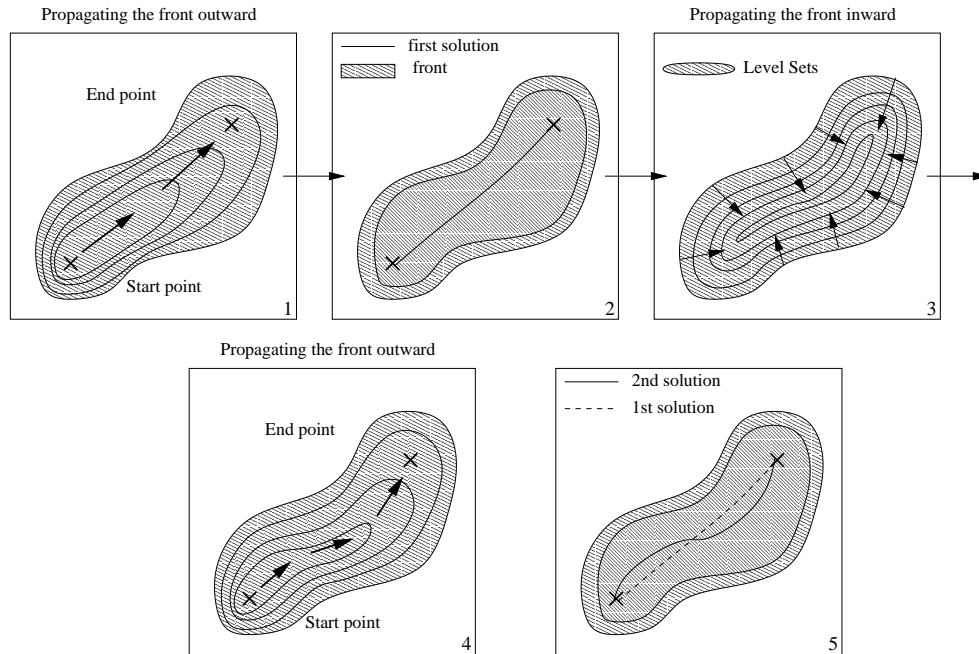 Propagating the front outward
Propagating the front inward
End point
Start point
1
first solution
front
2
Level Sets
3
Propagating the front outward
End point
Start point
4
2nd solution
1st solution
5